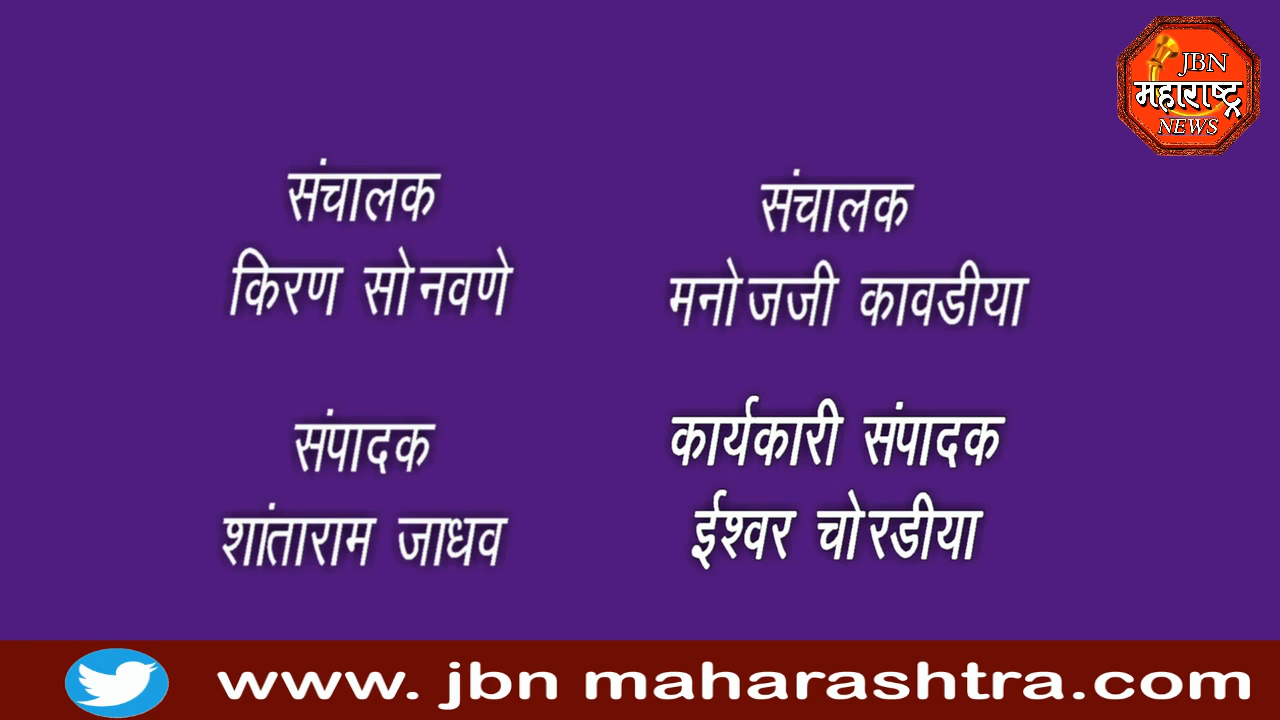 JBN
महाराष्ट्र
NEWS
संचालक
किरण सोनवणे
संचालक
मनोजजी कावडीया
संपादक
शांताराम जाधव
कार्यकारी संपादक
ईश्वर चोरडीया
www. jbn maharashtra.com